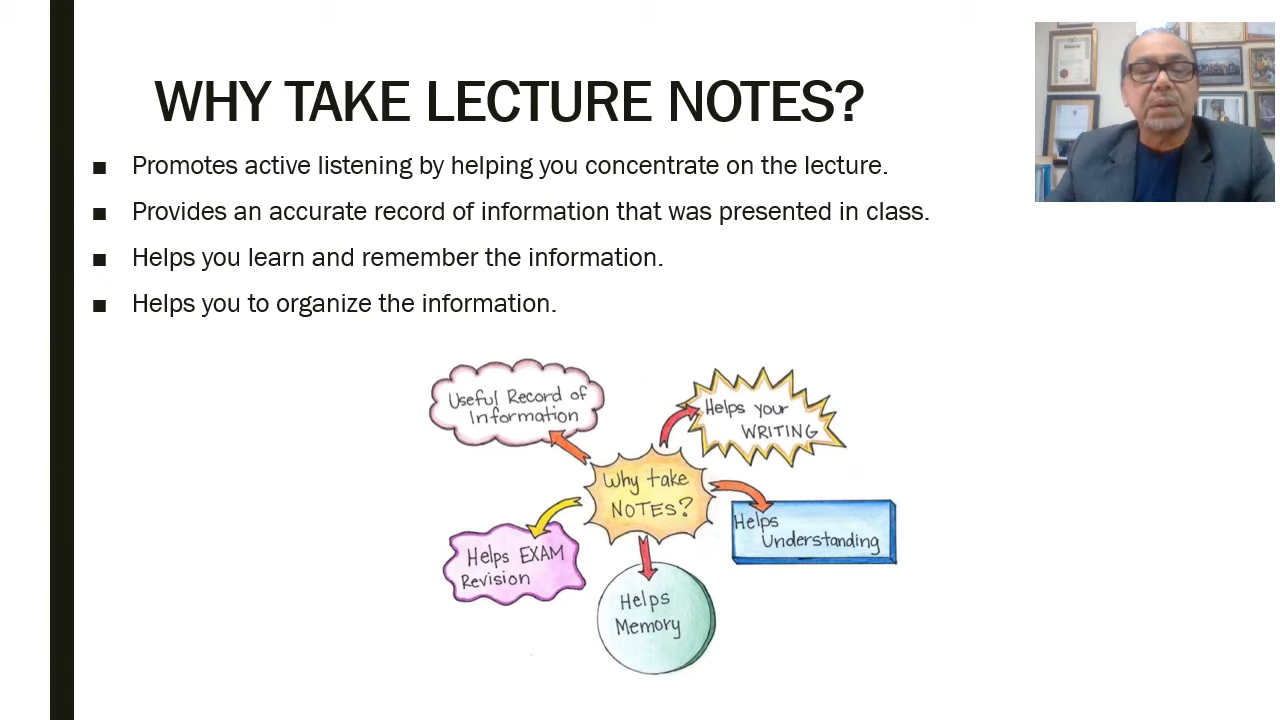 WHY TAKE LECTURE NOTES?
Promotes active listening by helping you concentrate on the lecture.
Provides an accurate record of information that was presented in class.
Helps you learn and remember the information.
Helps you to organize the information.
Useful Record of
Information
Helps your
WRITING
Why take
NOTES?
Helps
Understanding
Helps EXAM
Revision
Helps
Memory